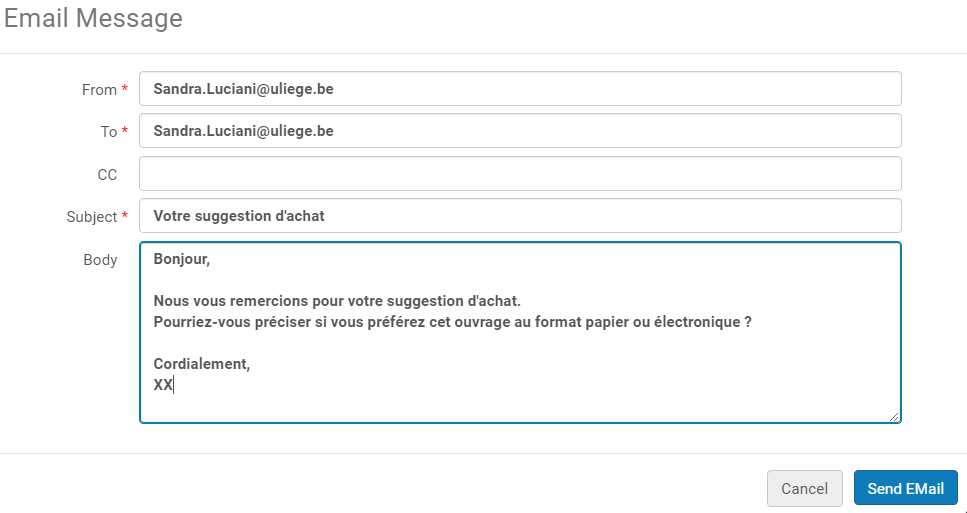 Email Message
From * Sandra.Luciani@uliege.be
To * Sandra.Luciani@uliege.be
CC
Subject * Votre suggestion d'achat
Body Bonjour,
Nous vous remercions pour votre suggestion d'achat.
Pourriez-vous préciser si vous préférez cet ouvrage au format papier ou électronique ?
Cordialement,
XX
Cancel Send EMail